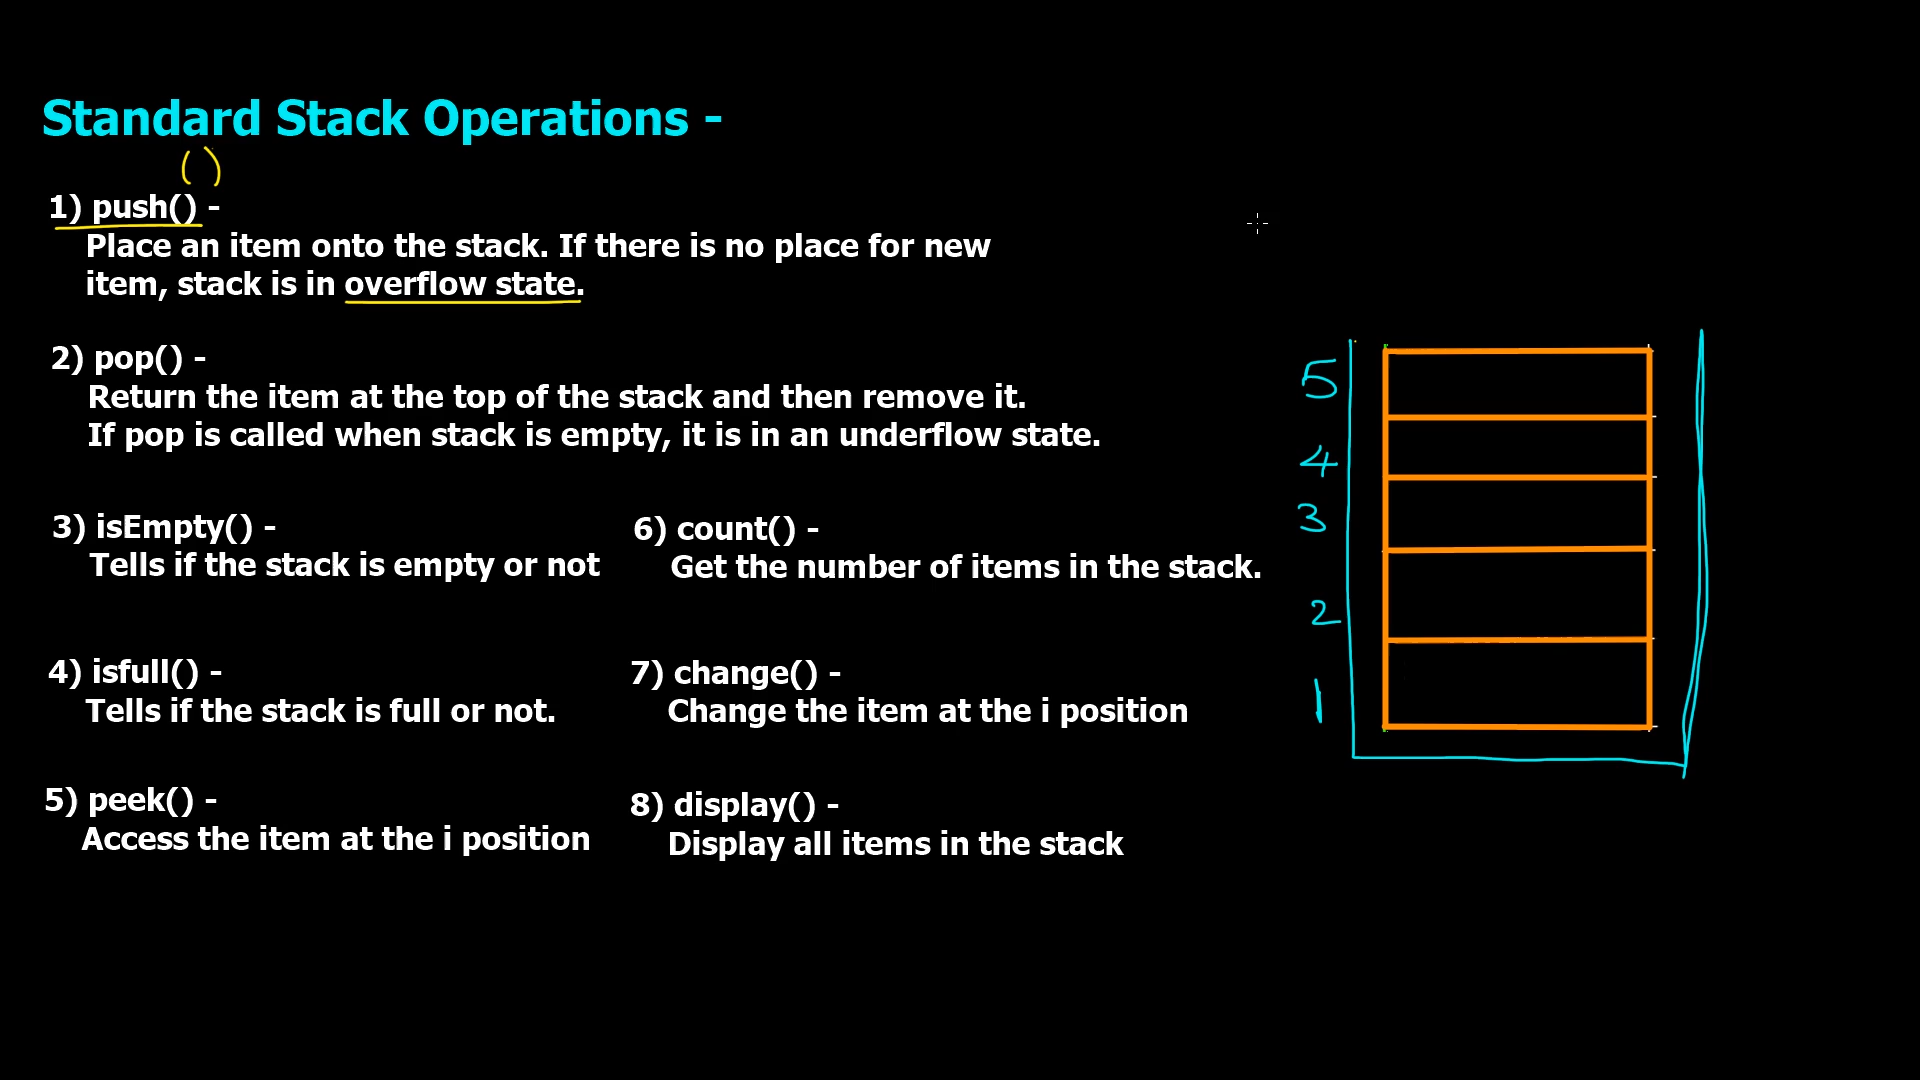 Standard Stack Operations -
( )
1) push() -
Place an item onto the stack. If there is no place for new
item, stack is in overflow state.
2) pop() -
Return the item at the top of the stack and then remove it.
If pop is called when stack is empty, it is in an underflow state.
3) isEmpty() -
Tells if the stack is empty or not
4) isfull() -
Tells if the stack is full or not.
5) peek() -
Access the item at the i position
6) count() -
Get the number of items in the stack.
7) change() -
Change the item at the i position
8) display() -
Display all items in the stack
5
4
3
2
1